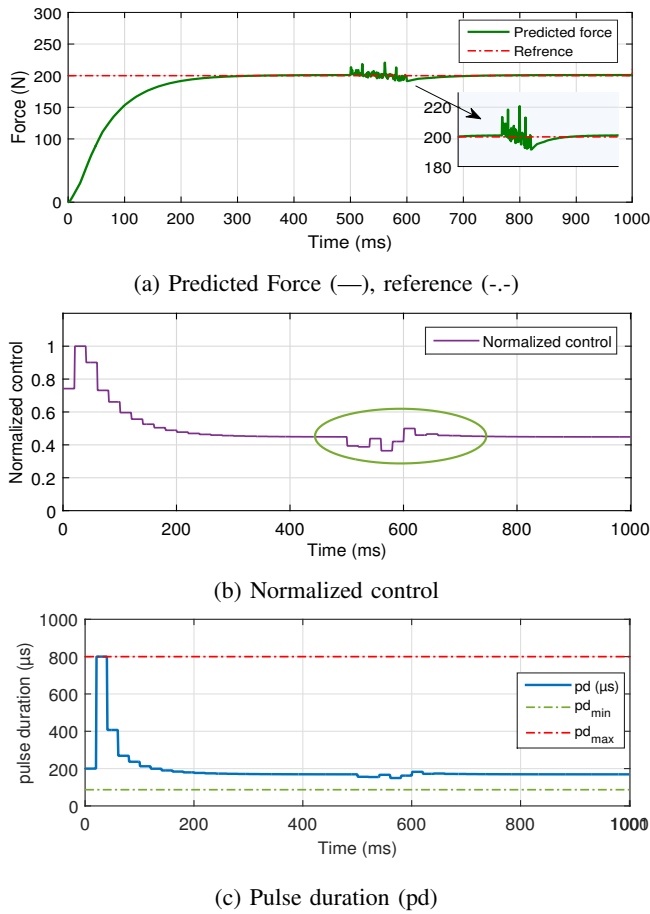 300
250
200
150
100
50
0
Force (N)
Predicted force
Refrence
220
200
180
0 100 200 300 400 500 600 700 800 900 1000
Time (ms)
(a) Predicted Force (—), reference (-.-)
1
0.8
0.6
0.4
0.2
0
Normalized control
Normalized control
0 200 400 600 800 1000
Time (ms)
(b) Normalized control
1000
800
600
400
200
0
pulse duration (µs)
pd (µs)
pd_min
pd_max
0 200 400 600 800
Time (ms)
(c) Pulse duration (pd)